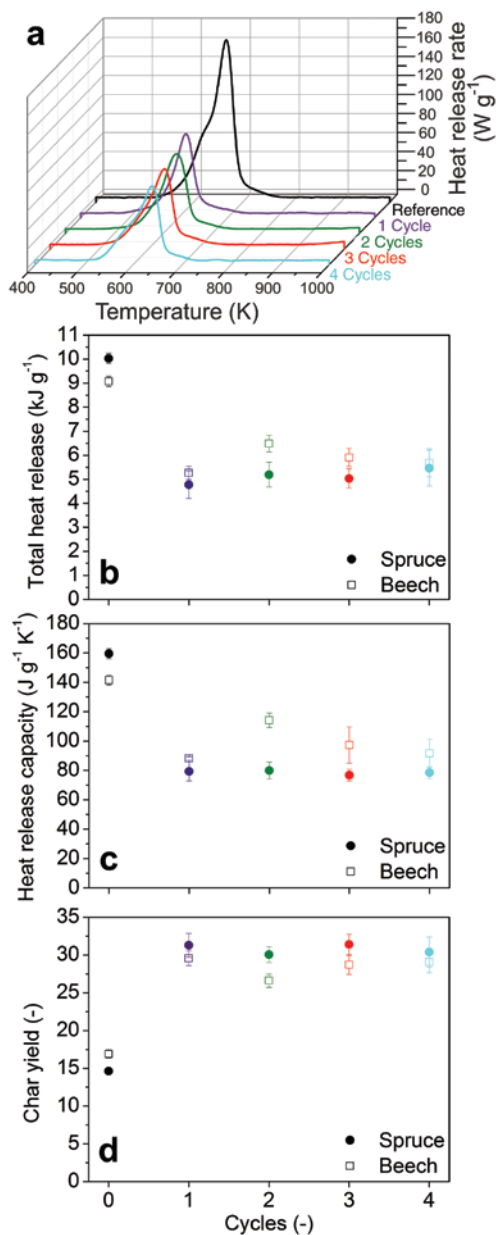 a
180
160
140
120
100
80
60
40
20
0
Heat release rate
(W g⁻¹)
Reference
1 Cycle
2 Cycles
3 Cycles
4 Cycles
400 500 600 700 800 900 1000
Temperature (K)
11
10
9
8
7
6
5
4
3
2
1
0
Total heat release (kJ g⁻¹)
b
Spruce
Beech
180
160
140
120
100
80
60
40
20
0
Heat release capacity (J g⁻¹ K⁻¹)
c
Spruce
Beech
35
30
25
20
15
10
5
0
Char yield (-)
d
Spruce
Beech
0 1 2 3 4
Cycles (-)